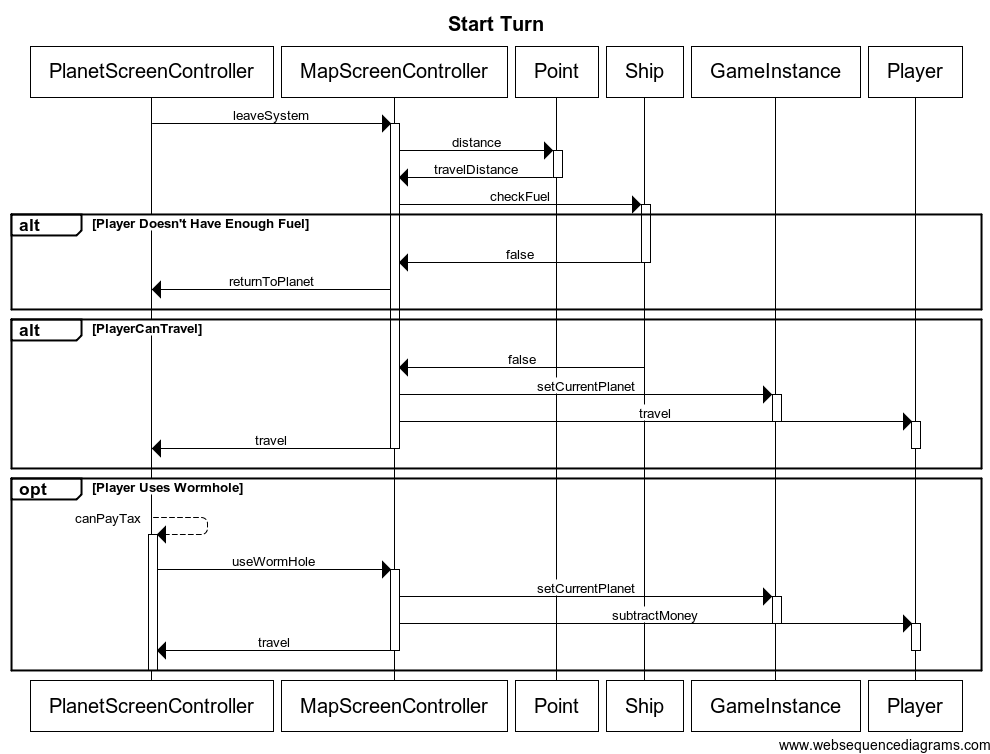 Start Turn
PlanetScreenController
MapScreenController
Point
Ship
GameInstance
Player
leaveSystem
distance
travelDistance
checkFuel
alt
[Player Doesn't Have Enough Fuel]
false
returnToPlanet
alt
[PlayerCanTravel]
false
setCurrentPlanet
travel
travel
opt
[Player Uses Wormhole]
canPayTax
useWormHole
setCurrentPlanet
subtractMoney
travel
PlanetScreenController
MapScreenController
Point
Ship
GameInstance
Player
www.websequencediagrams.com